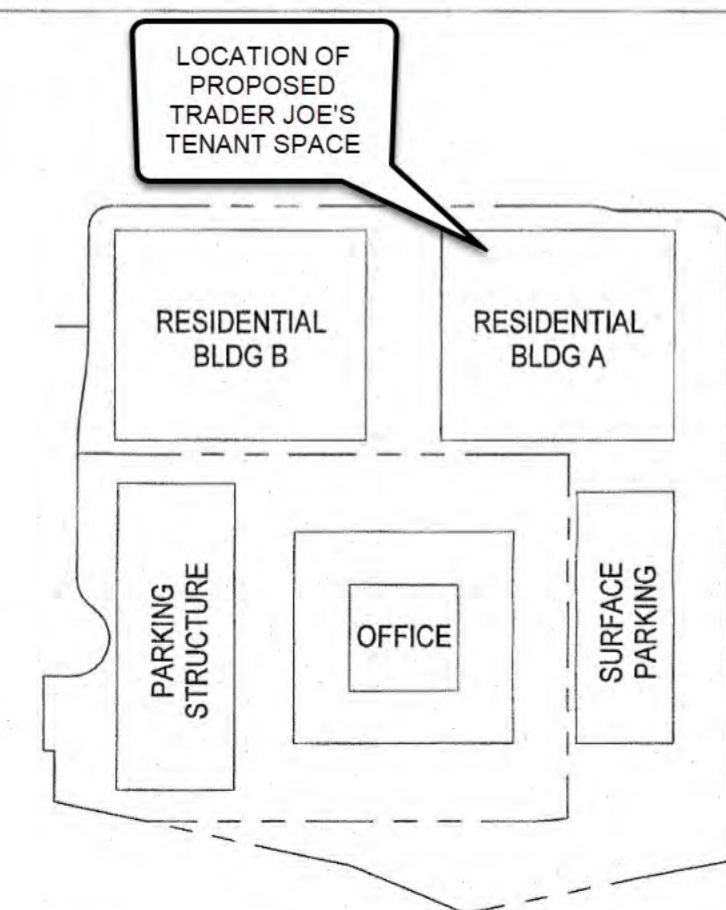 LOCATION OF
PROPOSED
TRADER JOE'S
TENANT SPACE
RESIDENTIAL
BLDG B
RESIDENTIAL
BLDG A
PARKING
STRUCTURE
OFFICE
SURFACE
PARKING